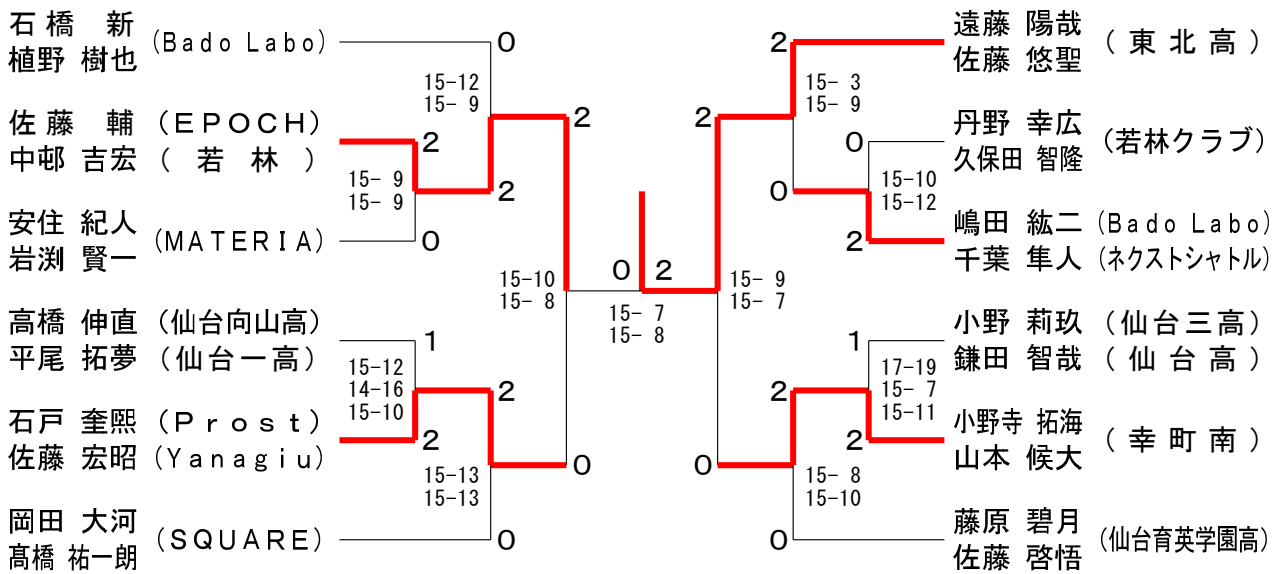 石 橋　新
植野 樹也
(Bado Labo)
0
15-12
15- 9
佐 藤　輔 (EPOCH)
中邨 吉宏 ( 若 林 )
2
2
15- 9
15- 9
2
安住 紀人
岩渕 賢一
(MATERIA)
0
15-10
15- 8
高橋 伸直 (仙台向山高)
平尾 拓夢 (仙台一高)
1
15-12
14-16
15-10
2
石戸 奎熙 (Prost)
佐藤 宏昭 (Yanagiu)
2
0
15-13
15-13
岡田 大河
髙橋 祐一朗
(SQUARE)
0
0 2
15- 7
15- 8
2
遠藤 陽哉
佐藤 悠聖
( 東 北 高 )
15- 3
15- 9
2
丹野 幸広
久保田 智隆
(若林クラブ)
0
0
15-10
15-12
嶋田 紘二 (Bado Labo)
千葉 隼人 (ネクストシャトル)
2
15- 9
15- 7
小野 莉玖 (仙台三高)
鎌田 智哉 ( 仙 台 高 )
1
17-19
15- 7
15-11
2
小野寺 拓海
山本 候大
( 幸 町 南 )
2
0
15- 8
15-10
藤原 碧月
佐藤 啓悟
(仙台育英学園高)
0